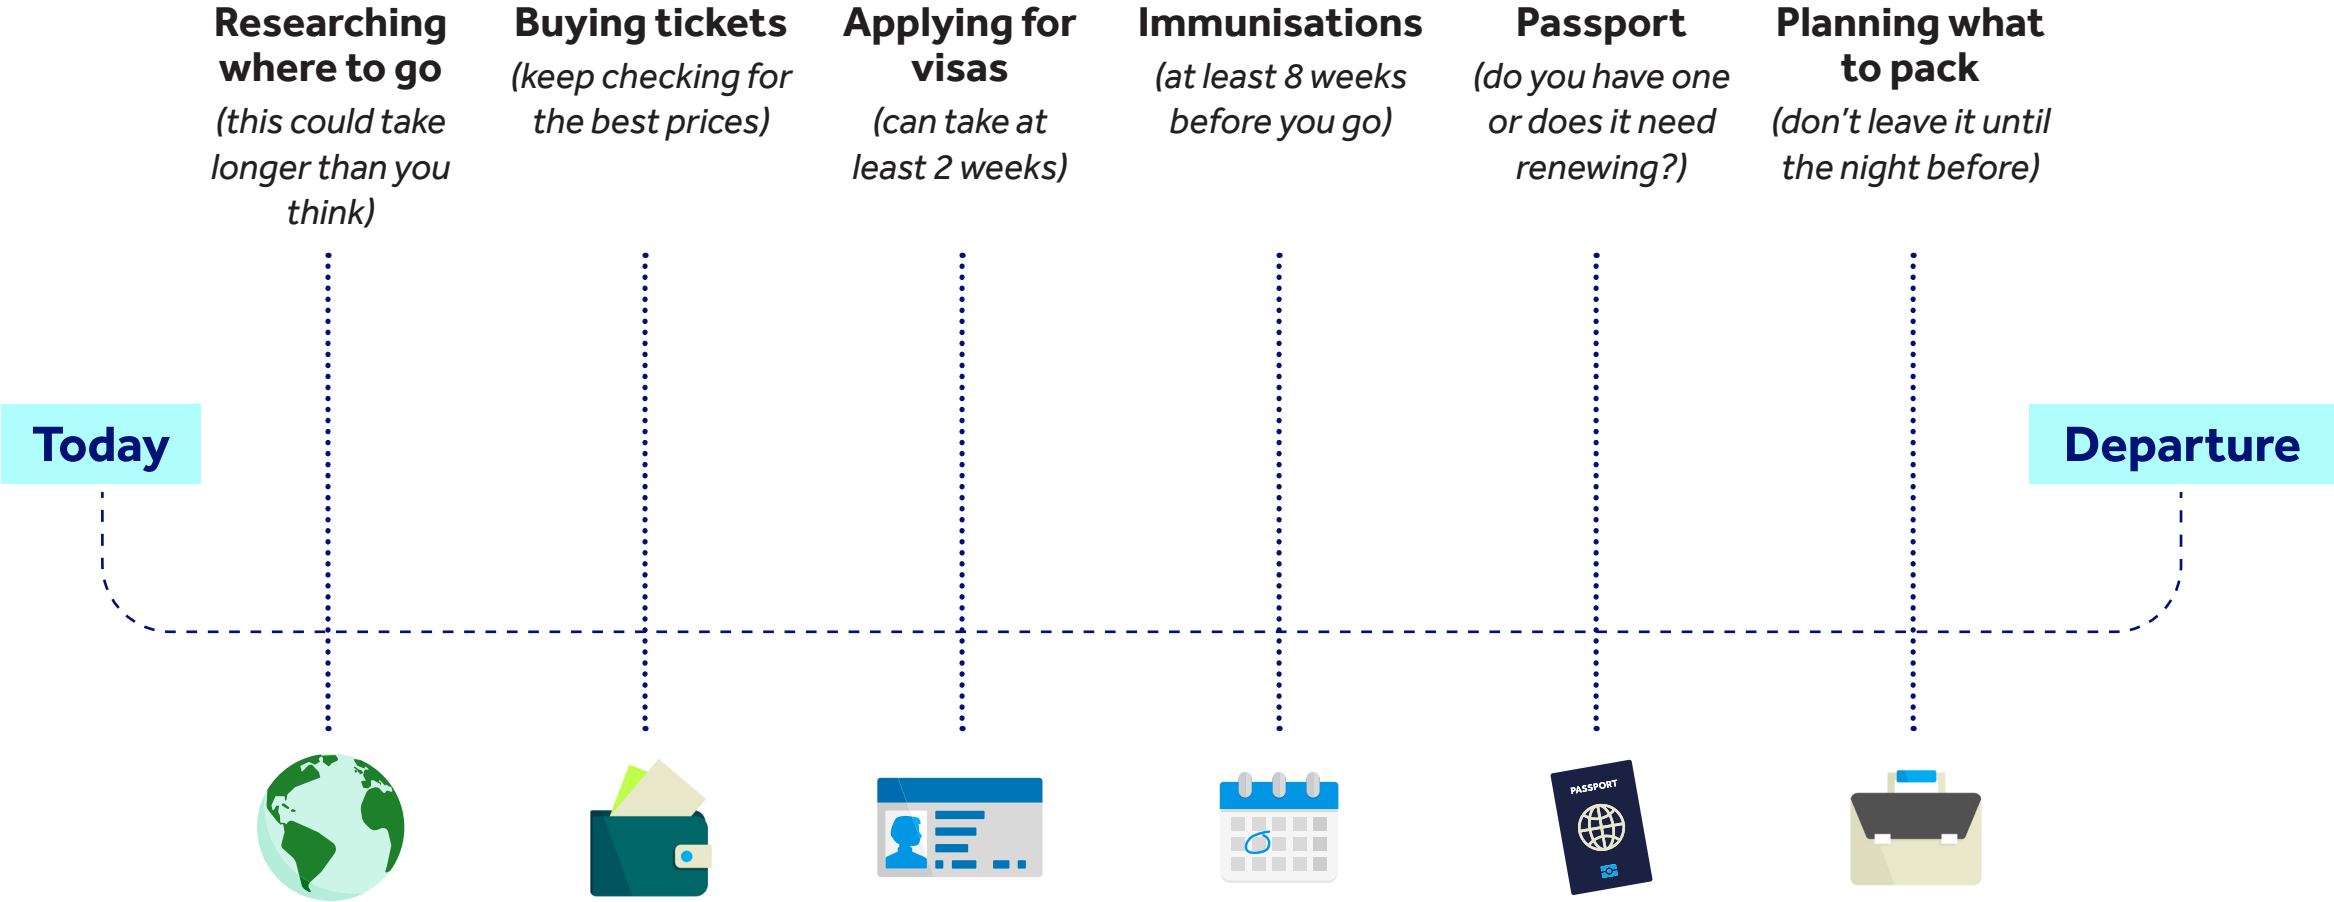 Researching
where to go
(this could take
longer than you
think)
Buying tickets
(keep checking for
the best prices)
Applying for
visas
(can take at
least 2 weeks)
Immunisations
(at least 8 weeks
before you go)
Passport
(do you have one
or does it need
renewing?)
Planning what
to pack
(don't leave it until
the night before)
Today
Departure
PASSPORT